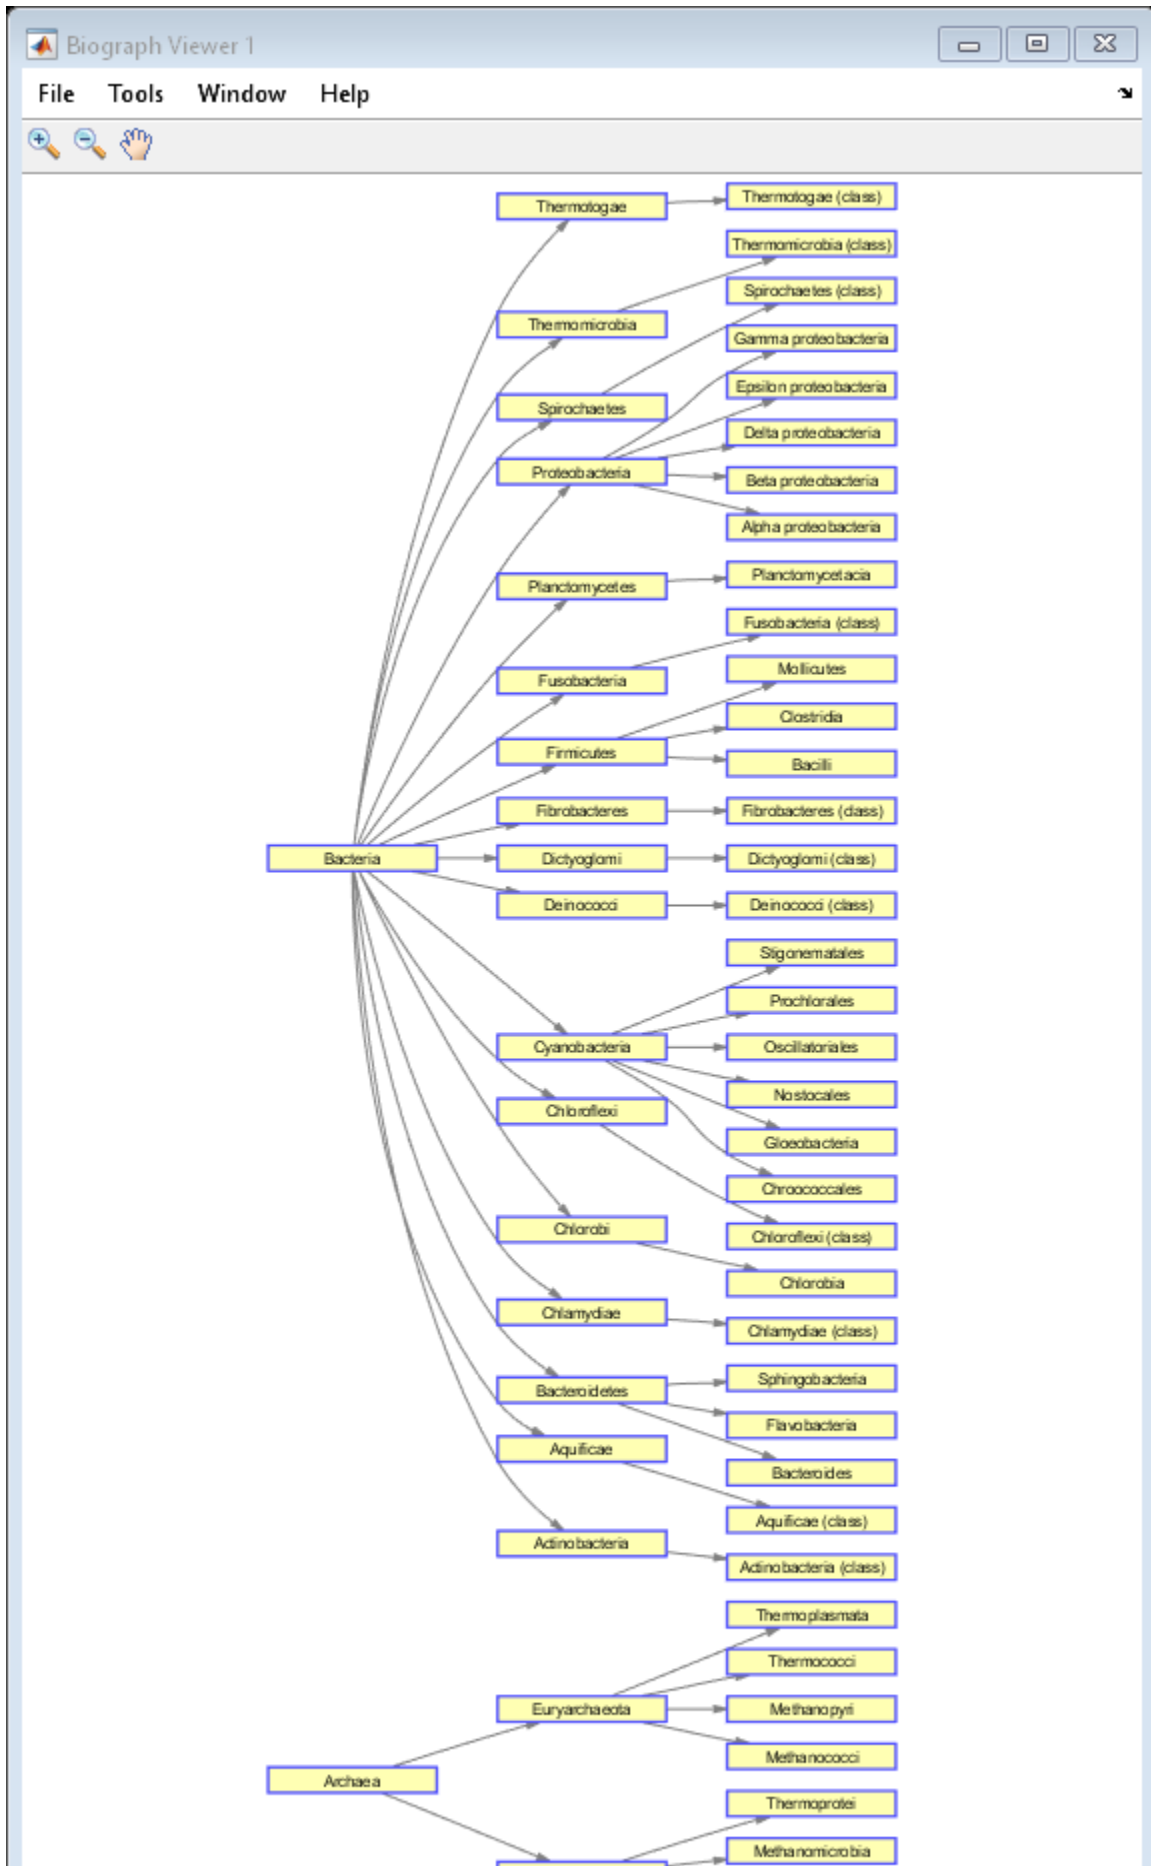 Biograph Viewer 1
File Tools Window Help
Thermotogae
Thermotogae (class)
Thermomicrobia (class)
Spirochaetes (class)
Thermomicrobia
Gamma proteobacteria
Epsilon proteobacteria
Spirochaetes
Delta proteobacteria
Proteobacteria
Beta proteobacteria
Alpha proteobacteria
Planctomycetes
Planctomycetacia
Fusobacteria (class)
Fusobacteria
Mollicutes
Clostridia
Firmicutes
Bacilli
Fibrobacteres
Fibrobacteres (class)
Bacteria
Dictyoglomi
Dictyoglomi (class)
Deinococci
Deinococci (class)
Stigonematales
Prochlorales
Cyanobacteria
Oscillatoriales
Nostocales
Chloroflexi
Gloeobacteria
Chroococcales
Chlorobi
Chloroflexi (class)
Chlorobia
Chlamydiae
Chlamydiae (class)
Sphingobacteria
Bacteroidetes
Flavobacteria
Aquificae
Bacteroides
Aquificae (class)
Actinobacteria
Actinobacteria (class)
Thermoplasmata
Thermococci
Euryarchaeota
Methanopyri
Methanococci
Archaea
Thermoprotei
Methanomicrobia